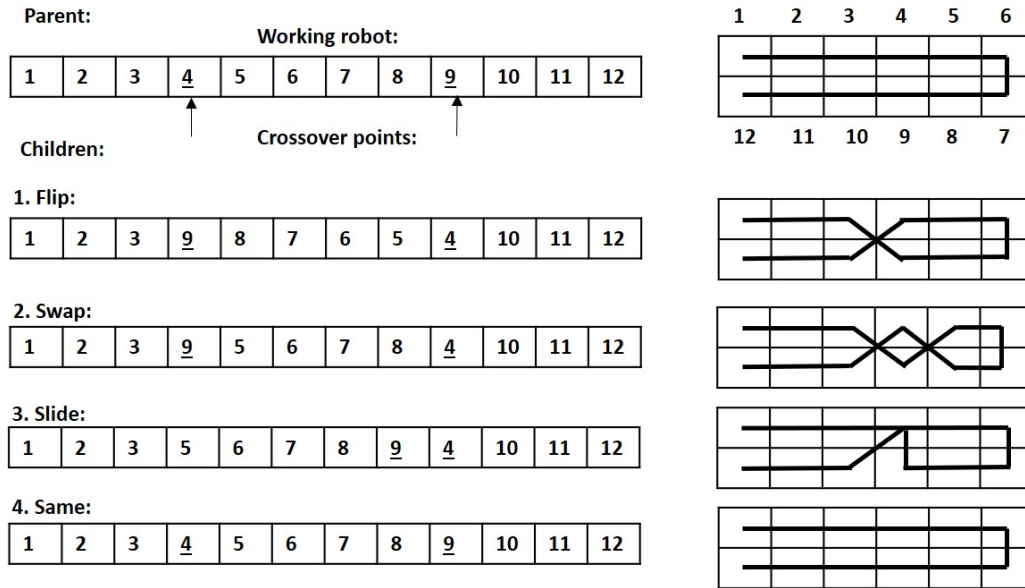 Parent:
1 2 3 4 5 6
Working robot:
1 2 3 4 5 6 7 8 9 10 11 12
Crossover points:
12 11 10 9 8 7
Children:
1. Flip:
1 2 3 9 8 7 6 5 4 10 11 12
2. Swap:
1 2 3 9 5 6 7 8 4 10 11 12
3. Slide:
1 2 3 5 6 7 8 9 4 10 11 12
4. Same:
1 2 3 4 5 6 7 8 9 10 11 12